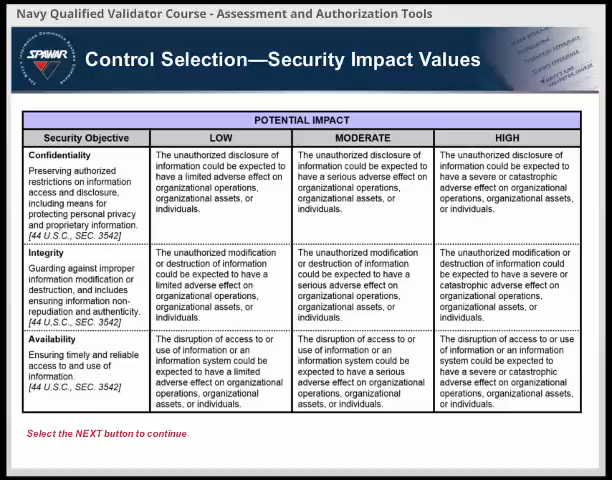 Navy Qualified Validator Course - Assessment and Authorization Tools
SPAWAR
Control Selection—Security Impact Values
POTENTIAL IMPACT
Security Objective
LOW
MODERATE
HIGH
Confidentiality
Preserving authorized
restrictions on information
access and disclosure,
including means for
protecting personal privacy
and proprietary information.
[44 U.S.C., SEC. 3542]
The unauthorized disclosure of
information could be expected to
have a limited adverse effect on
organizational operations,
organizational assets, or
individuals.
The unauthorized disclosure of
information could be expected to
have a serious adverse effect on
organizational operations,
organizational assets, or
individuals.
The unauthorized disclosure of
information could be expected to
have a severe or catastrophic
adverse effect on organizational
operations, organizational assets,
or individuals.
Integrity
Guarding against improper
information modification or
destruction, and includes
ensuring information non-
repudiation and authenticity.
[44 U.S.C., SEC. 3542]
The unauthorized modification
or destruction of information
could be expected to have a
limited adverse effect on
organizational operations,
organizational assets, or
individuals.
The unauthorized modification
or destruction of information
could be expected to have a
serious adverse effect on
organizational operations,
organizational assets, or
individuals.
The unauthorized modification or
destruction of information could
be expected to have a severe or
catastrophic adverse effect on
organizational operations,
organizational assets, or
individuals.
Availability
Ensuring timely and reliable
access to and use of
information.
[44 U.S.C., SEC. 3542]
The disruption of access to or
use of information or an
information system could be
expected to have a limited
adverse effect on organizational
operations, organizational
assets, or individuals.
The disruption of access to or
use of information or an
information system could be
expected to have a serious
adverse effect on organizational
operations, organizational
assets, or individuals.
The disruption of access to or use
of information or an information
system could be expected to
have a severe or catastrophic
adverse effect on organizational
operations, organizational assets,
or individuals.
Select the NEXT button to continue.